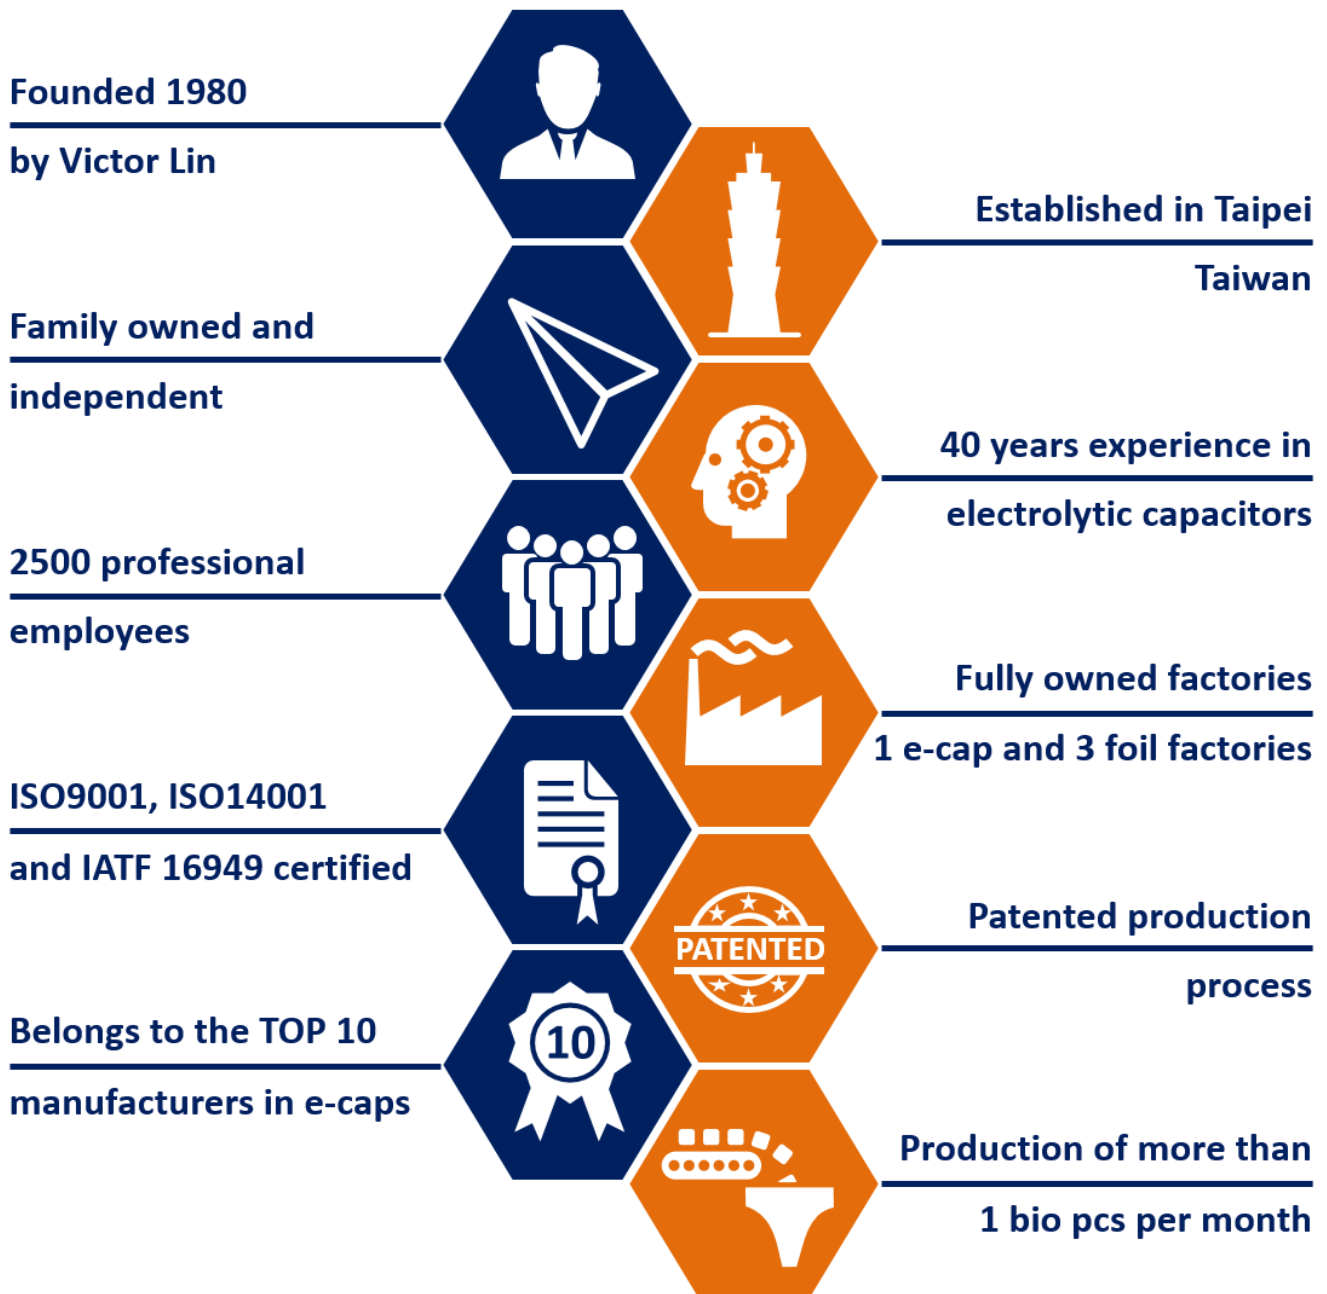 Founded 1980
by Victor Lin
Established in Taipei
Taiwan
Family owned and
independent
40 years experience in
electrolytic capacitors
2500 professional
employees
Fully owned factories
1 e-cap and 3 foil factories
ISO9001, ISO14001
and IATF 16949 certified
Patented production
process
PATENTED
Belongs to the TOP 10
manufacturers in e-caps
10
Production of more than
1 bio pcs per month